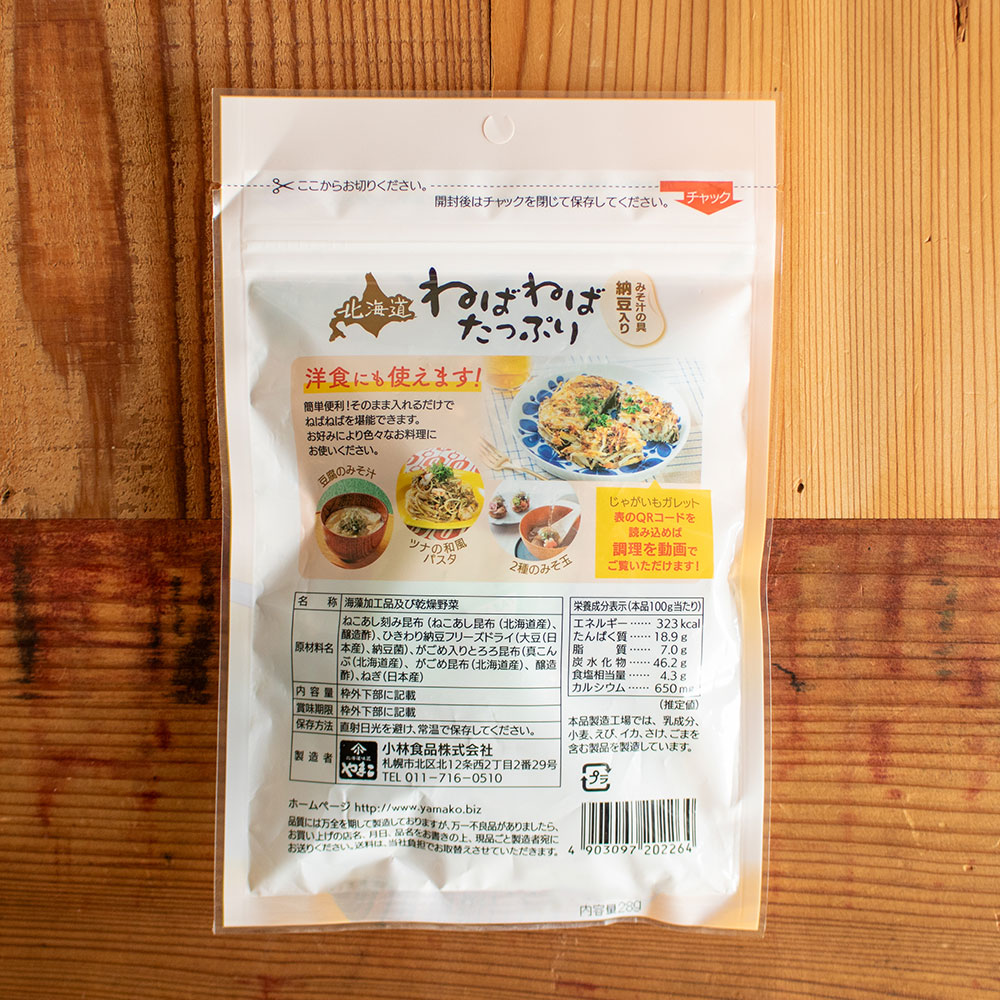 ここからお切りください。
開封後はチャックを閉じて保存してください。
チャック
北海道
ねばねば
たっぷり
みそ汁の具
納豆入り
洋食にも使えます!
簡単便利!そのまま入れるだけで
ねばねばを堪能できます。
お好みにより色々なお料理に
お使いください。
豆腐のみそ汁
ツナの和風
パスタ
2種のみそ玉
じゃがいもガレット
表のQRコードを
読み込めば
調理を動画で
ご覧いただけます!
名称 海藻加工品及び乾燥野菜
原材料名 ねこあし刻み昆布(ねこあし昆布(北海道産)、
醸造酢)、ひきわり納豆フリーズドライ(大豆(日
本産)、納豆菌)、がごめ入りとろろ昆布(真こん
ぶ(北海道産)、がごめ昆布(北海道産)、醸造
酢)、ねぎ(日本産)
内容量 枠外下部に記載
賞味期限 枠外下部に記載
保存方法 直射日光を避け、常温で保存してください。
製造者 やまこ 小林食品株式会社
札幌市北区北12条西2丁目2番29号
TEL 011-716-0510
栄養成分表示(本品100g当たり)
エネルギー……323kcal
たんぱく質……18.9g
脂質……7.0g
炭水化物……46.2g
食塩相当量……4.3g
カルシウム……650mg
(推定値)
本品製造工場では、乳成分、
小麦、えび、イカ、さけ、ごまを
含む製品を製造しています。
プラ
ホームページ http://www.yamako.biz
品質には万全を期して製造しておりますが、万一不良品がありましたら、
お買い上げの店名、月日、品名をお書きの上、現品ごと製造者宛に
お送りください。送料は、当社負担でお取替えさせていただきます。
4 903097 202264
内容量28g